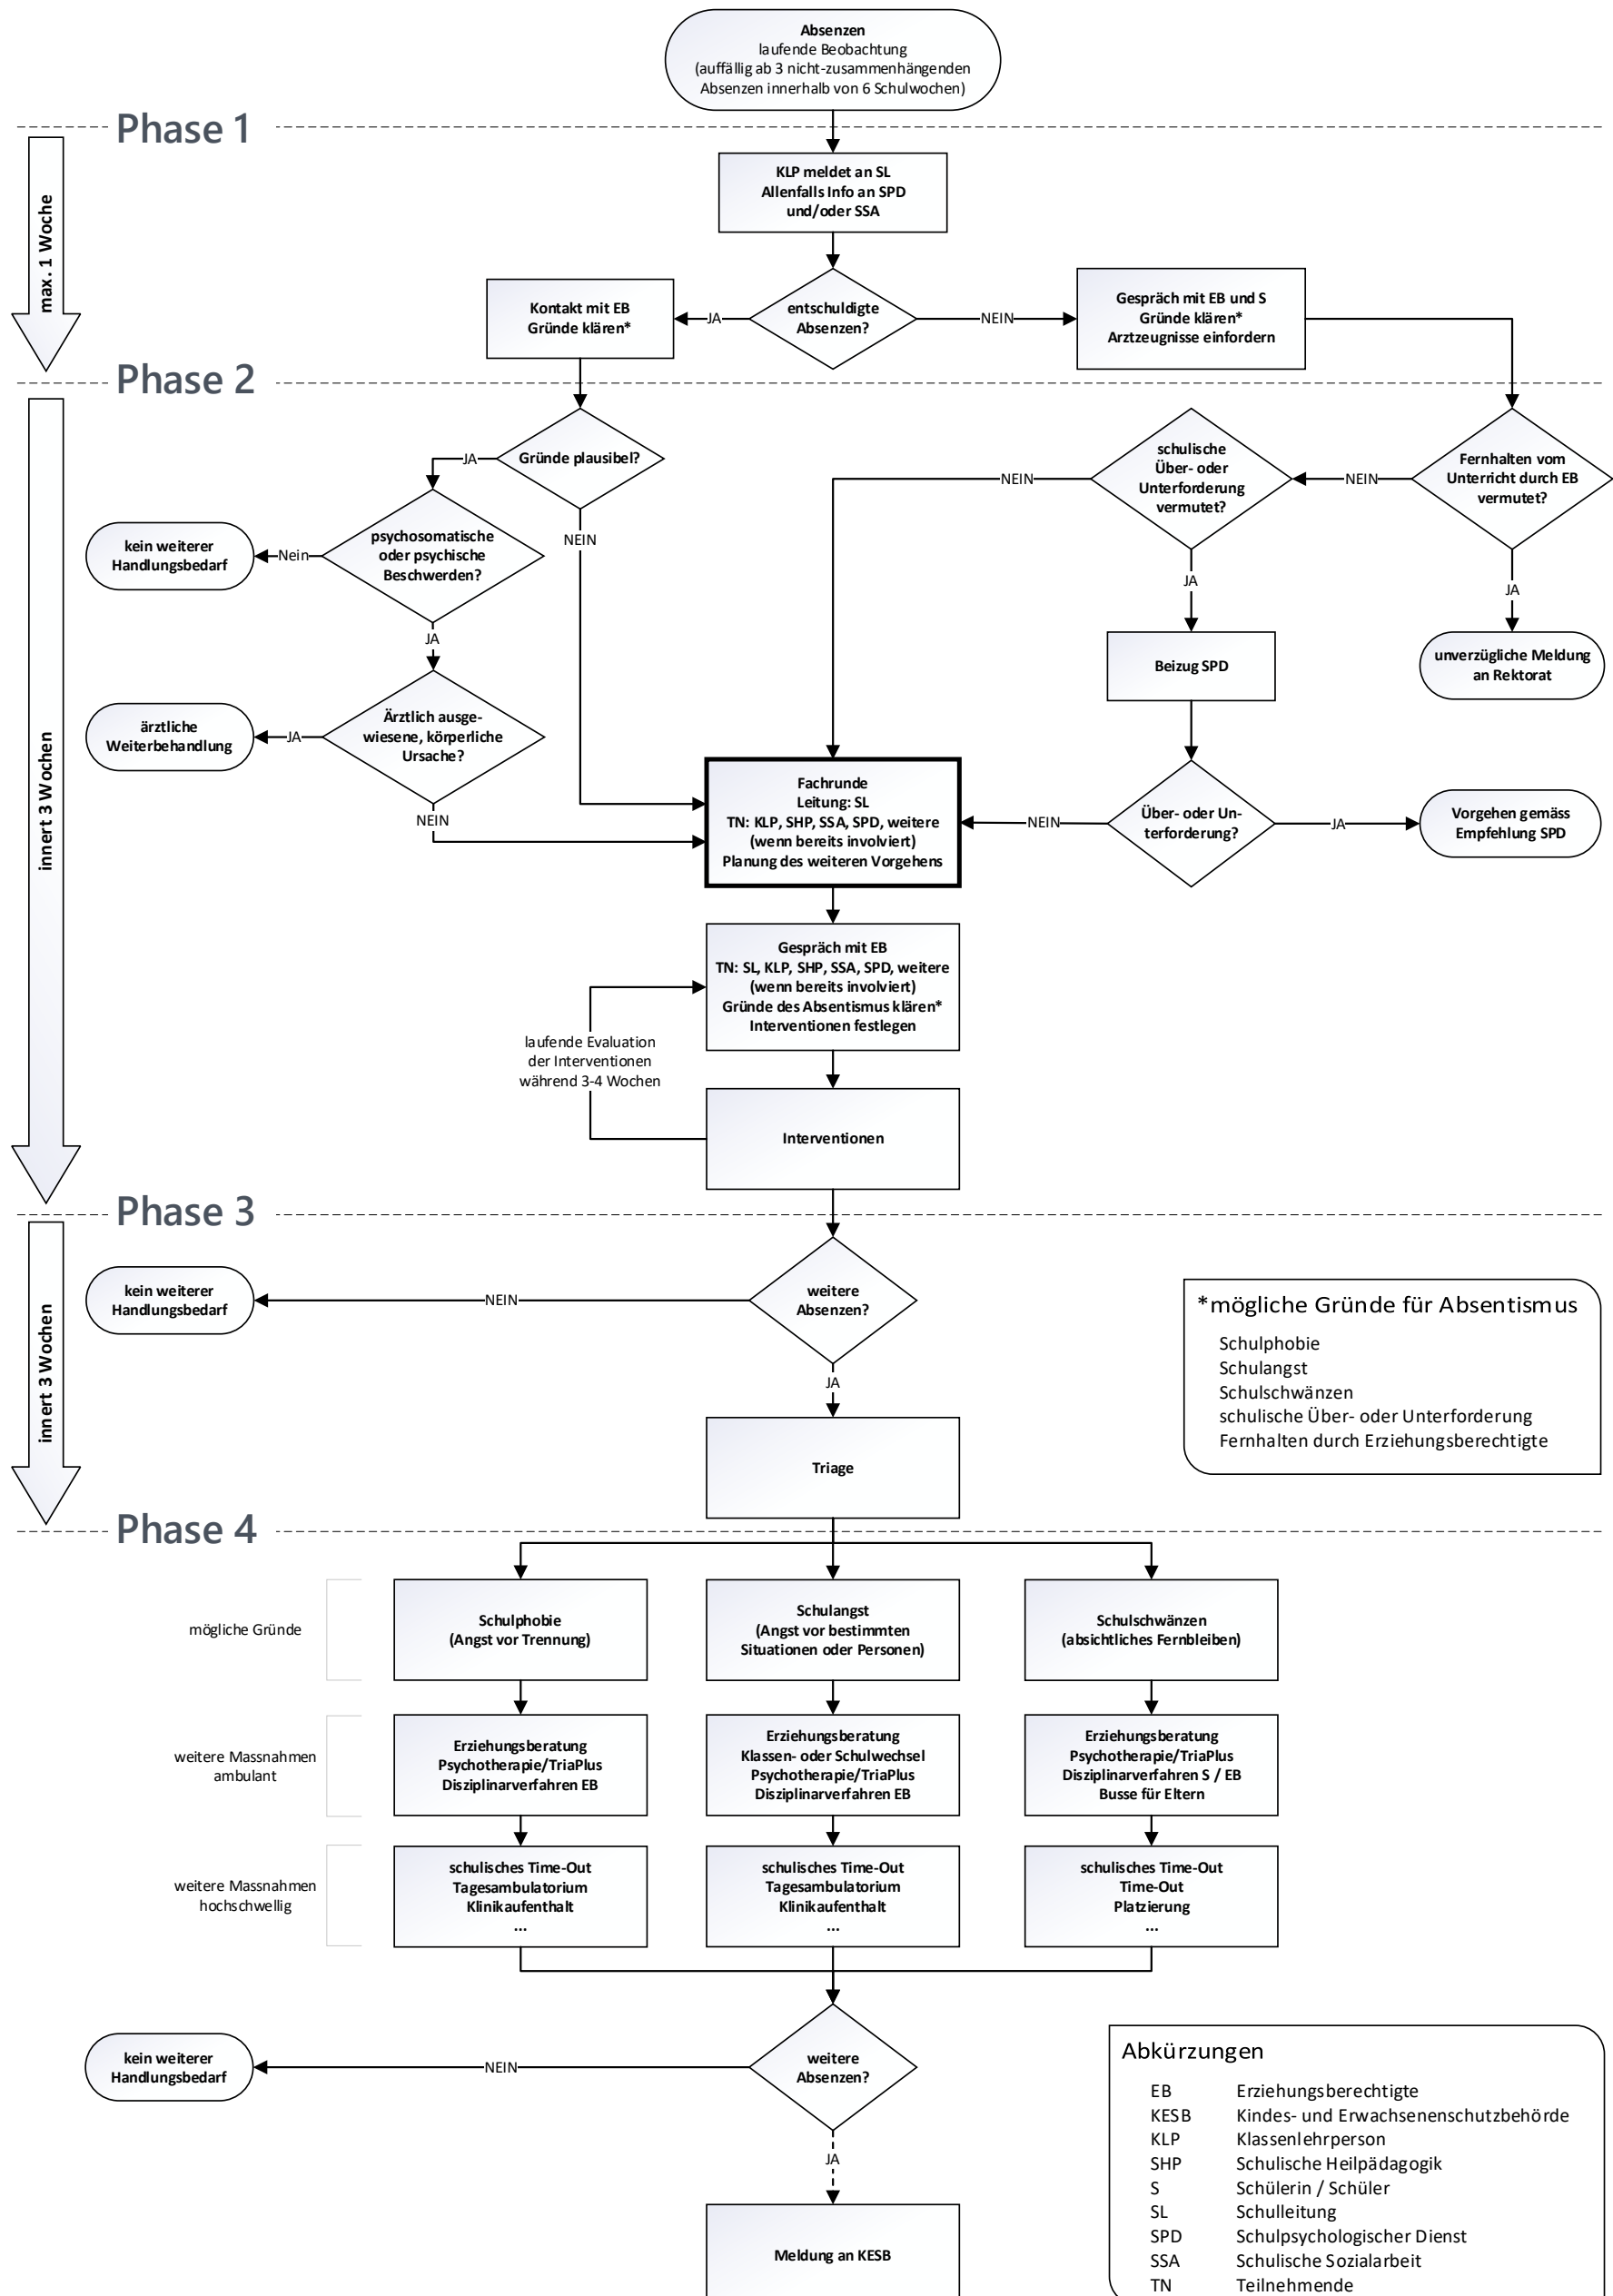 Absenzen
laufende Beobachtung
(auffällig ab 3 nicht-zusammenhängenden
Absenzen innerhalb von 6 Schulwochen)
Phase 1
max. 1 Woche
KLP meldet an SL
Allenfalls Info an SPD
und/oder SSA
Kontakt mit EB
Gründe klären*
JA
entschuldigte
Absenzen?
NEIN
Gespräch mit EB und S
Gründe klären*
Arztzeugnisse einfordern
Phase 2
innert 3 Wochen
Gründe plausibel?
JA
NEIN
schulische
Über- oder
Unterforderung
vermutet?
NEIN
Fernhalten vom
Unterricht durch EB
vermutet?
NEIN
kein weiterer
Handlungsbedarf
Nein
psychosomatische
oder psychische
Beschwerden?
JA
JA
JA
Beizug SPD
unverzügliche Meldung
an Rektorat
ärztliche
Weiterbehandlung
JA
Ärztlich ausge-
wiesene, körperliche
Ursache?
NEIN
Fachrunde
Leitung: SL
TN: KLP, SHP, SSA, SPD, weitere
(wenn bereits involviert)
Planung des weiteren Vorgehens
NEIN
Über- oder Un-
terforderung?
JA
Vorgehen gemäss
Empfehlung SPD
Gespräch mit EB
TN: SL, KLP, SHP, SSA, SPD, weitere
(wenn bereits involviert)
Gründe des Absentismus klären*
Interventionen festlegen
laufende Evaluation
der Interventionen
während 3-4 Wochen
Interventionen
Phase 3
innert 3 Wochen
kein weiterer
Handlungsbedarf
NEIN
weitere
Absenzen?
JA
*mögliche Gründe für Absentismus
Schulphobie
Schulangst
Schulschwänzen
schulische Über- oder Unterforderung
Fernhalten durch Erziehungsberechtigte
Triage
Phase 4
mögliche Gründe
Schulphobie
(Angst vor Trennung)
Schulangst
(Angst vor bestimmten
Situationen oder Personen)
Schulschwänzen
(absichtliches Fernbleiben)
weitere Massnahmen
ambulant
Erziehungsberatung
Psychotherapie/TriaPlus
Disziplinarverfahren EB
Erziehungsberatung
Klassen- oder Schulwechsel
Psychotherapie/TriaPlus
Disziplinarverfahren EB
Erziehungsberatung
Psychotherapie/TriaPlus
Disziplinarverfahren S / EB
Busse für Eltern
weitere Massnahmen
hochschwellig
schulisches Time-Out
Tagesambulatorium
Klinikaufenthalt
...
schulisches Time-Out
Tagesambulatorium
Klinikaufenthalt
...
schulisches Time-Out
Time-Out
Platzierung
...
kein weiterer
Handlungsbedarf
NEIN
weitere
Absenzen?
JA
Meldung an KESB
Abkürzungen
EB Erziehungsberechtigte
KESB Kindes- und Erwachsenenschutzbehörde
KLP Klassenlehrperson
SHP Schulische Heilpädagogik
S Schülerin / Schüler
SL Schulleitung
SPD Schulpsychologischer Dienst
SSA Schulische Sozialarbeit
TN Teilnehmende